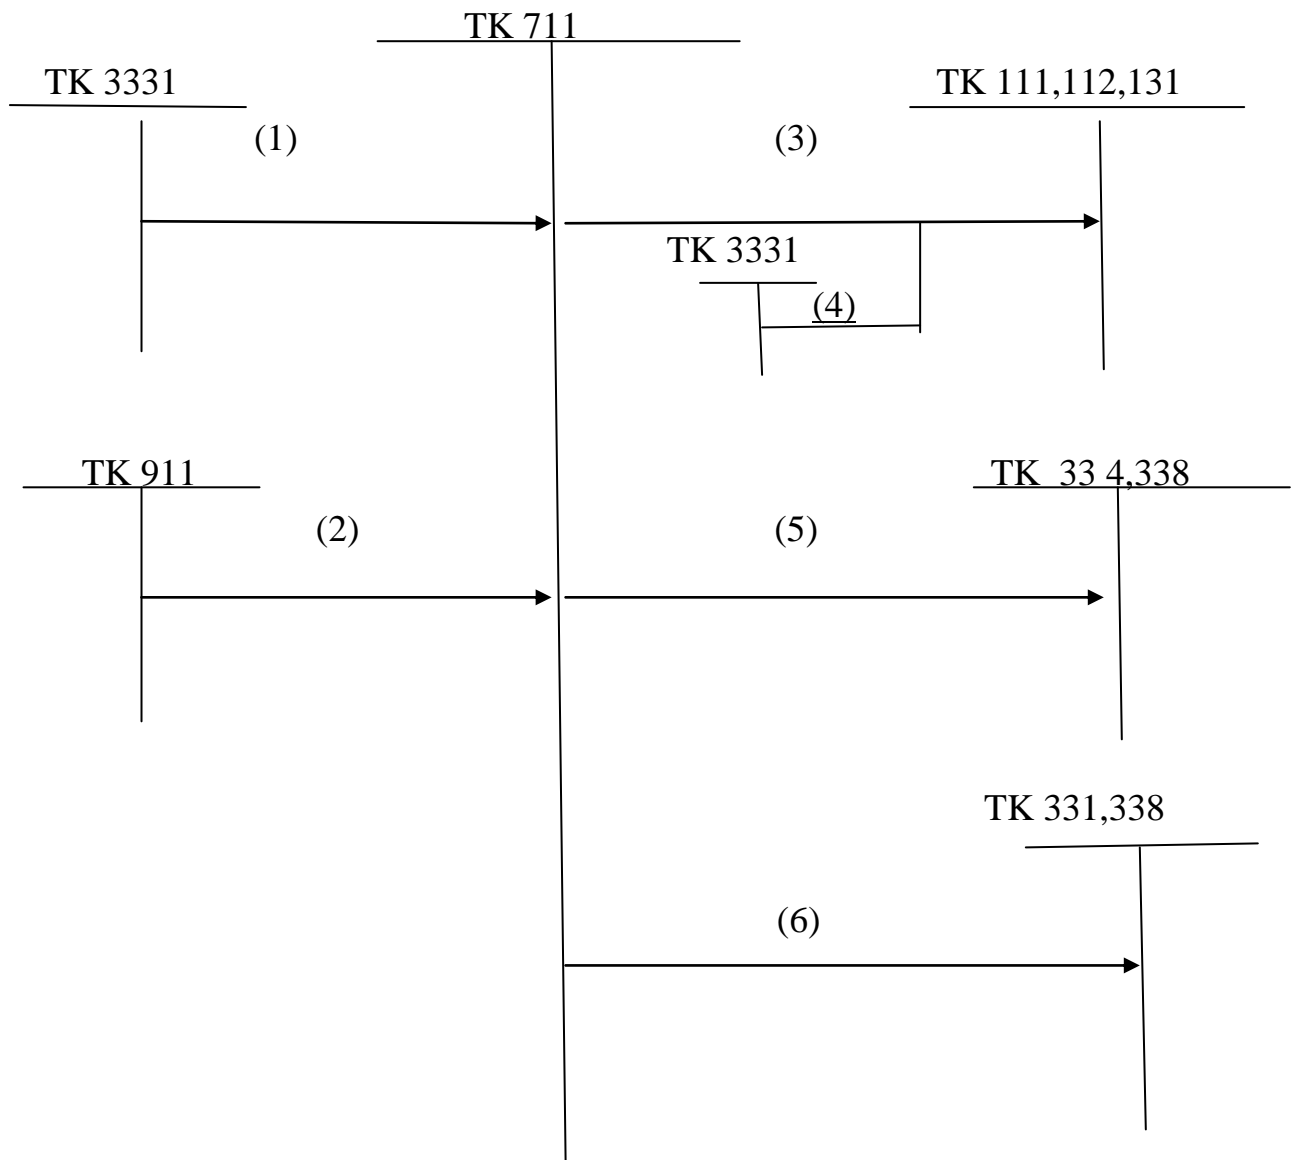 TK 711
TK 3331
TK 111,112,131
(1)
(3)
TK 3331
(4)
TK 911
TK 33 4,338
(2)
(5)
TK 331,338
(6)